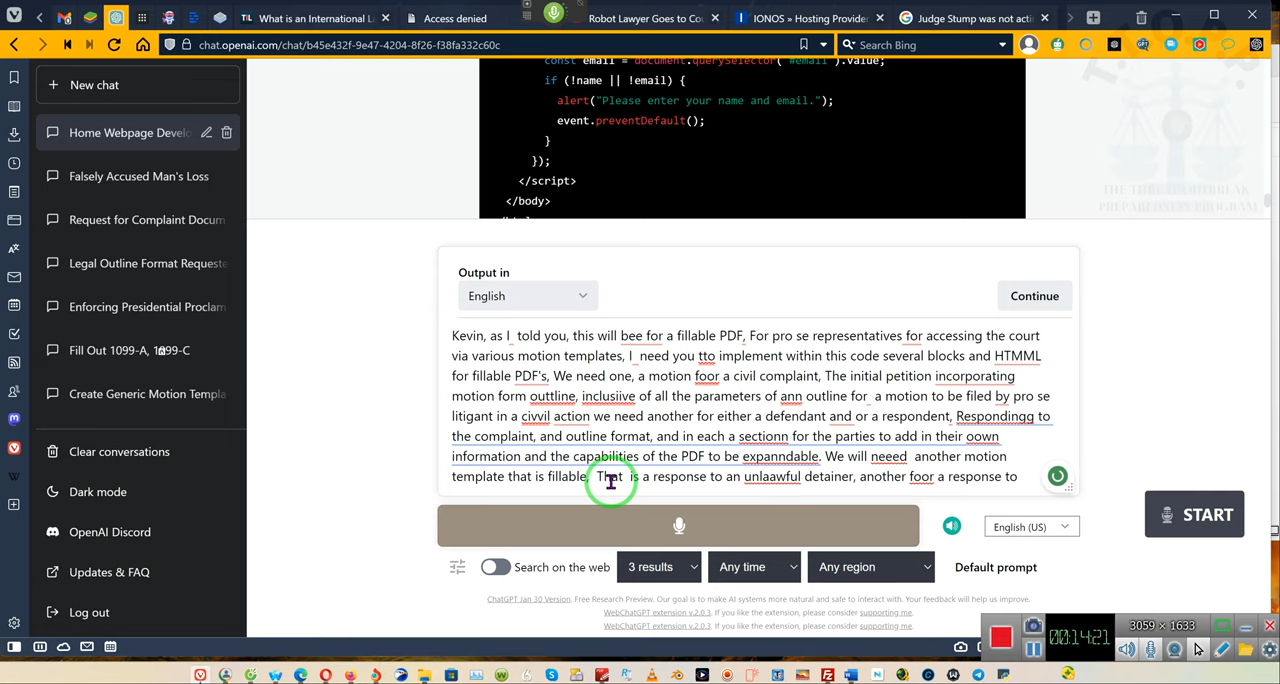 What is an International L
Access denied
Robot Lawyer Goes to Co
IONOS » Hosting Provider
Judge Stump was not acti
chat.openai.com/chat/b45e432f-9e47-4204-8f26-f38fa332c60c
Search Bing
New chat
Home Webpage Develo
Falsely Accused Man's Loss
Request for Complaint Docum
Legal Outline Format Requeste
Enforcing Presidential Proclam
Fill Out 1099-A, 1099-C
Create Generic Motion Templa
Clear conversations
Dark mode
OpenAI Discord
Updates & FAQ
Log out
const email = document.querySelector("#email").value;
if (!name || !email) {
alert("Please enter your name and email.");
event.preventDefault();
}
});
</script>
</body>
THE THREAT OUTBREAK
PREPAREDNESS PROGRAM
Output in
English
Continue
Kevin, as I  told you, this will bee for a fillable PDF, For pro se representatives for accessing the court
via various motion templates, I  need you tto implement within this code several blocks and HTMML
for fillable PDF's, We need one, a motion foor a civil complaint, The initial petition incorporating
motion form outtline, inclusiive of all the parameters of ann outline for  a motion to be filed by pro se
litigant in a civvil action we need another for either a defendant and or a respondent, Respondingg to
the complaint, and outline format, and in each a sectionn for the parties to add in their oown
information and the capabilities of the PDF to be expanndable. We will neeed  another motion
template that is fillable,  That  is a response to an unlaawful detainer, another foor a response to
English (US)
START
Search on the web
3 results
Any time
Any region
Default prompt
ChatGPT Jan 30 Version. Free Research Preview. Our goal is to make AI systems more natural and safe to interact with. Your feedback will help us improve.
WebChatGPT extension v.2.0.3. If you like the extension, please consider supporting me.
WebChatGPT extension v.2.0.3. If you like the extension, please consider supporting me.
3059 × 1633
00:14:21